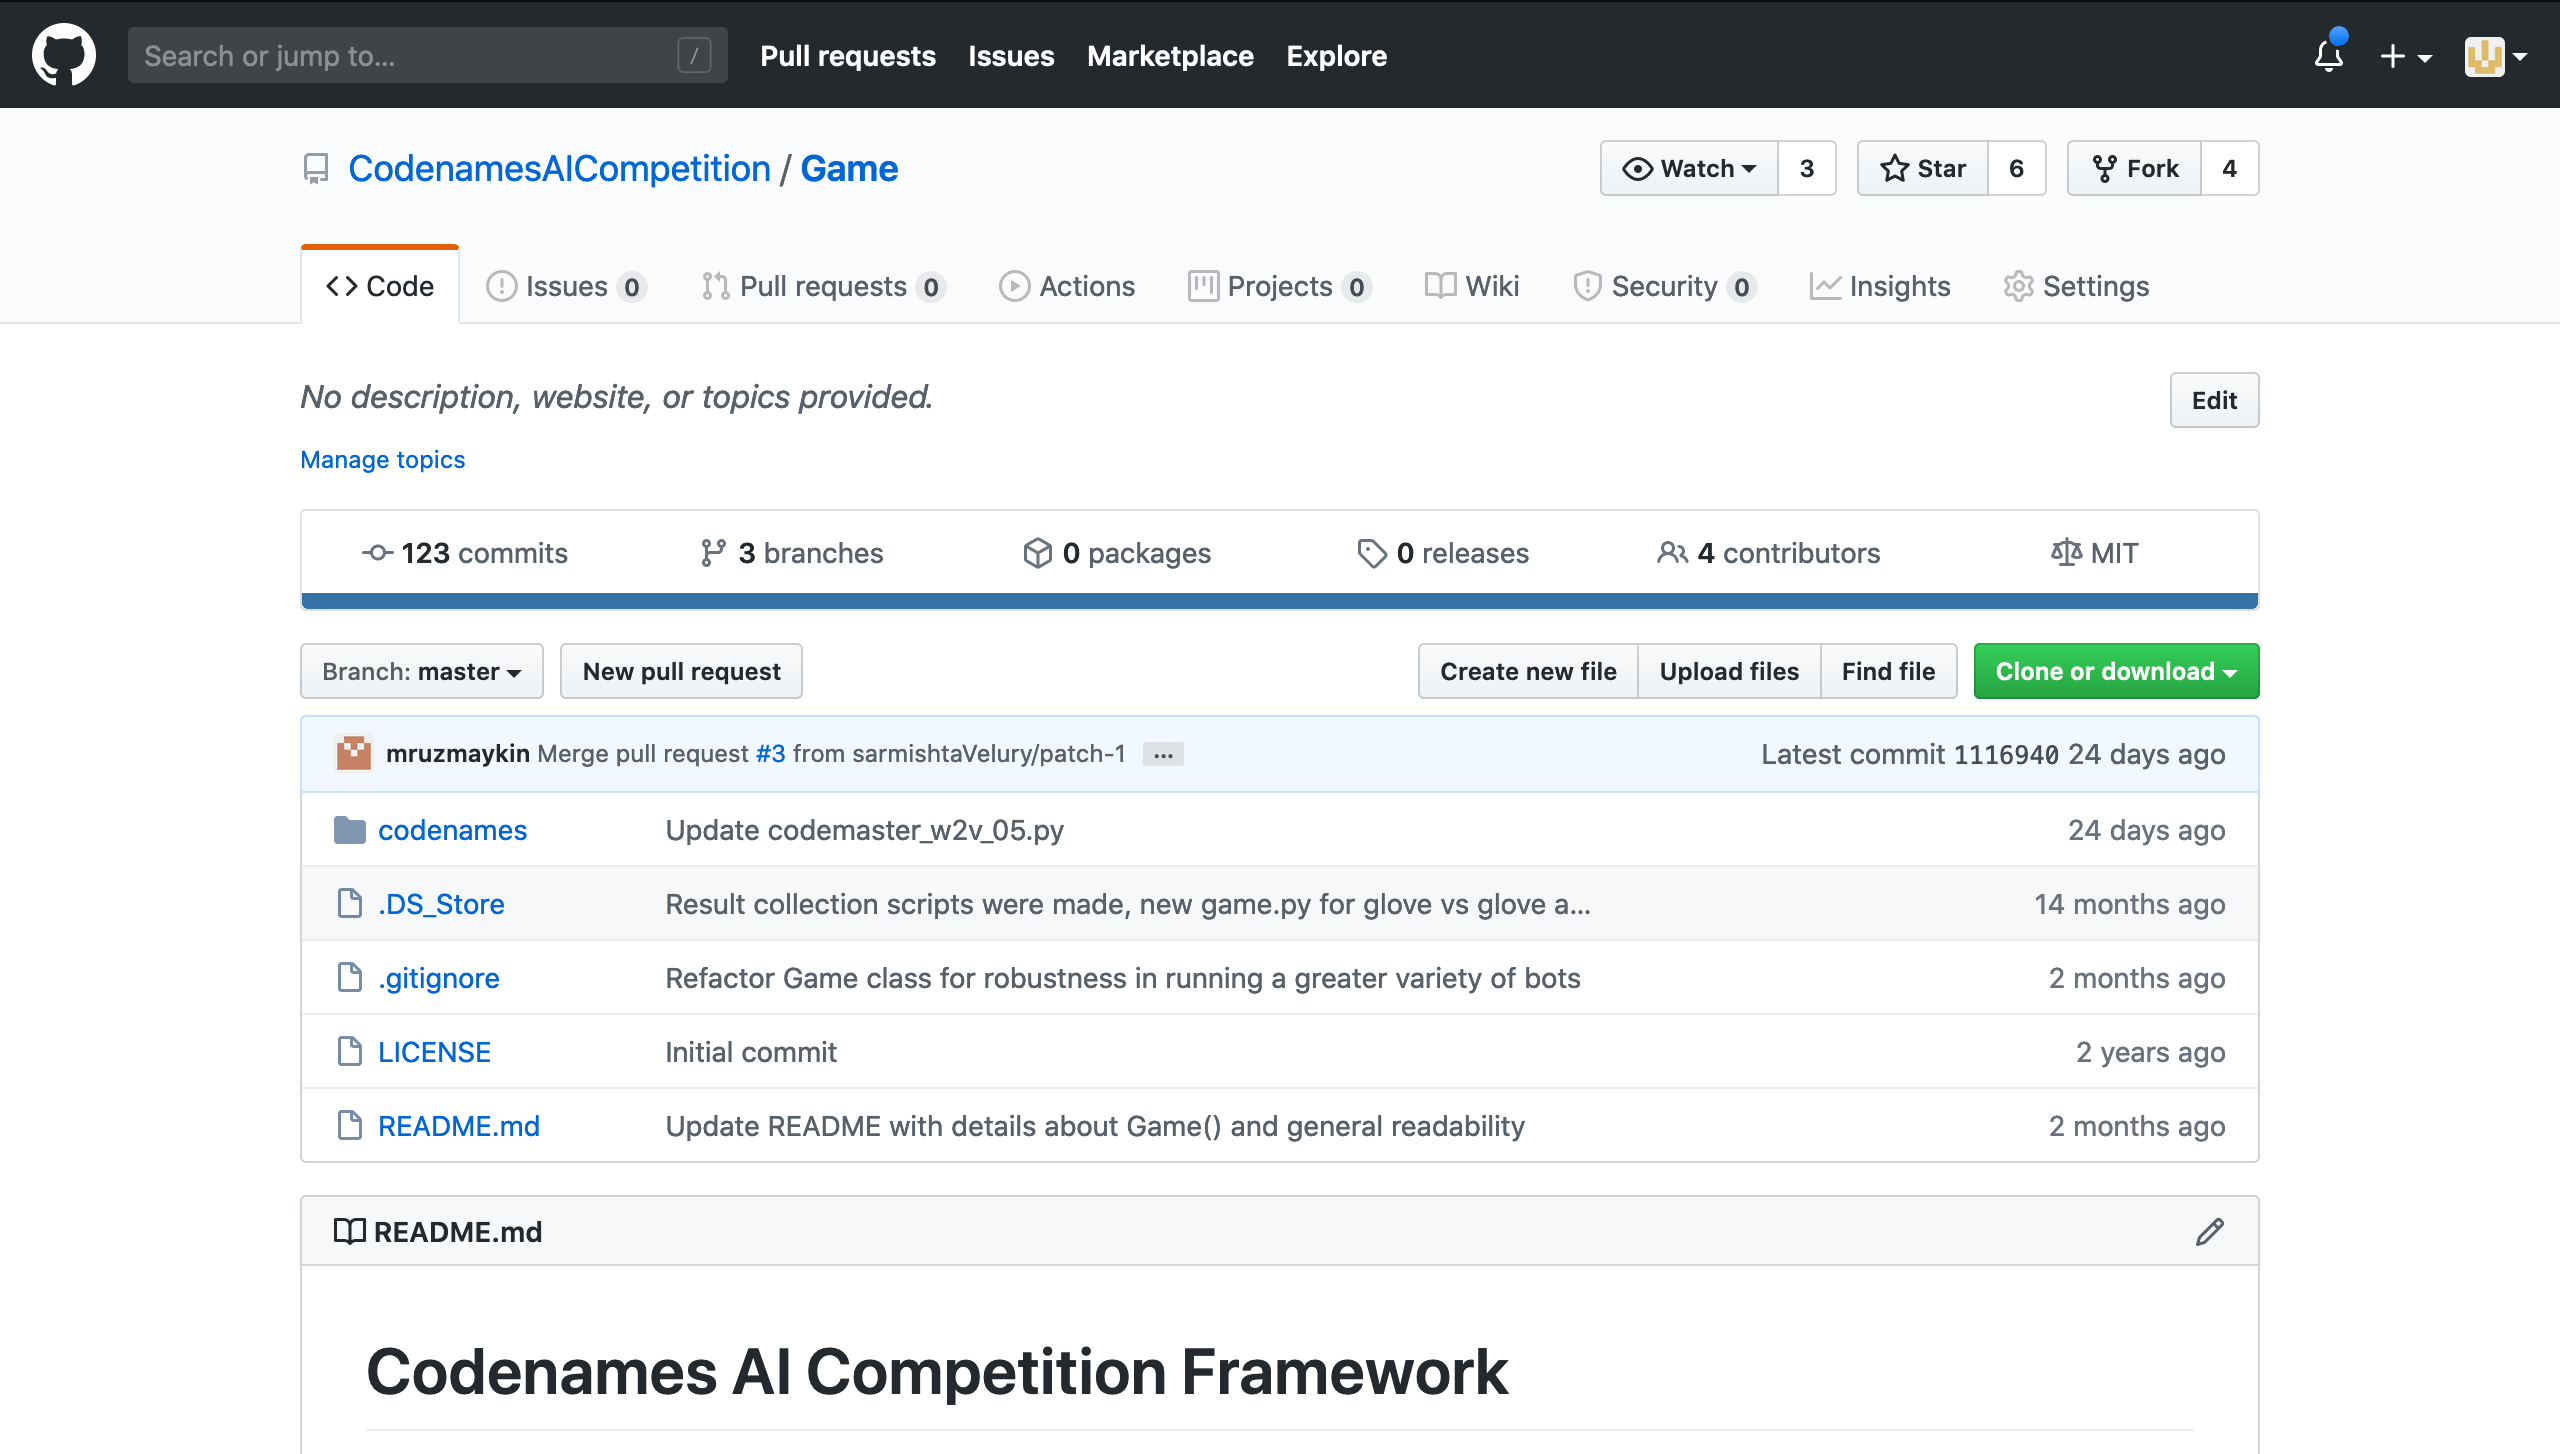 Search or jump to... / Pull requests Issues Marketplace Explore
CodenamesAICompetition / Game Watch 3 Star 6 Fork 4
Code Issues 0 Pull requests 0 Actions Projects 0 Wiki Security 0 Insights Settings
No description, website, or topics provided. Edit
Manage topics
123 commits 3 branches 0 packages 0 releases 4 contributors MIT
Branch: master New pull request Create new file Upload files Find file Clone or download
mruzmaykin Merge pull request #3 from sarmishtaVelury/patch-1 ... Latest commit 1116940 24 days ago
codenames Update codemaster_w2v_05.py 24 days ago
.DS_Store Result collection scripts were made, new game.py for glove vs glove a... 14 months ago
.gitignore Refactor Game class for robustness in running a greater variety of bots 2 months ago
LICENSE Initial commit 2 years ago
README.md Update README with details about Game() and general readability 2 months ago
README.md
Codenames AI Competition Framework